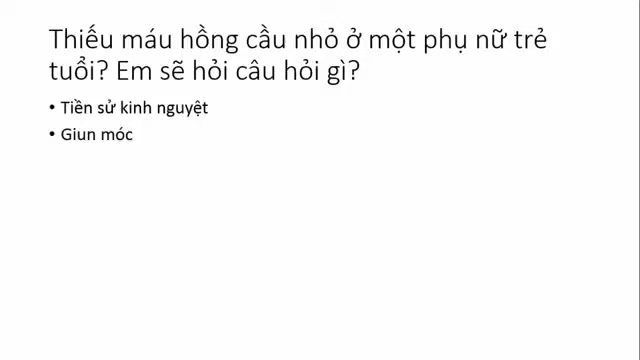 Thiếu máu hồng cầu nhỏ ở một phụ nữ trẻ
tuổi? Em sẽ hỏi câu hỏi gì?
• Tiền sử kinh nguyệt
• Giun móc